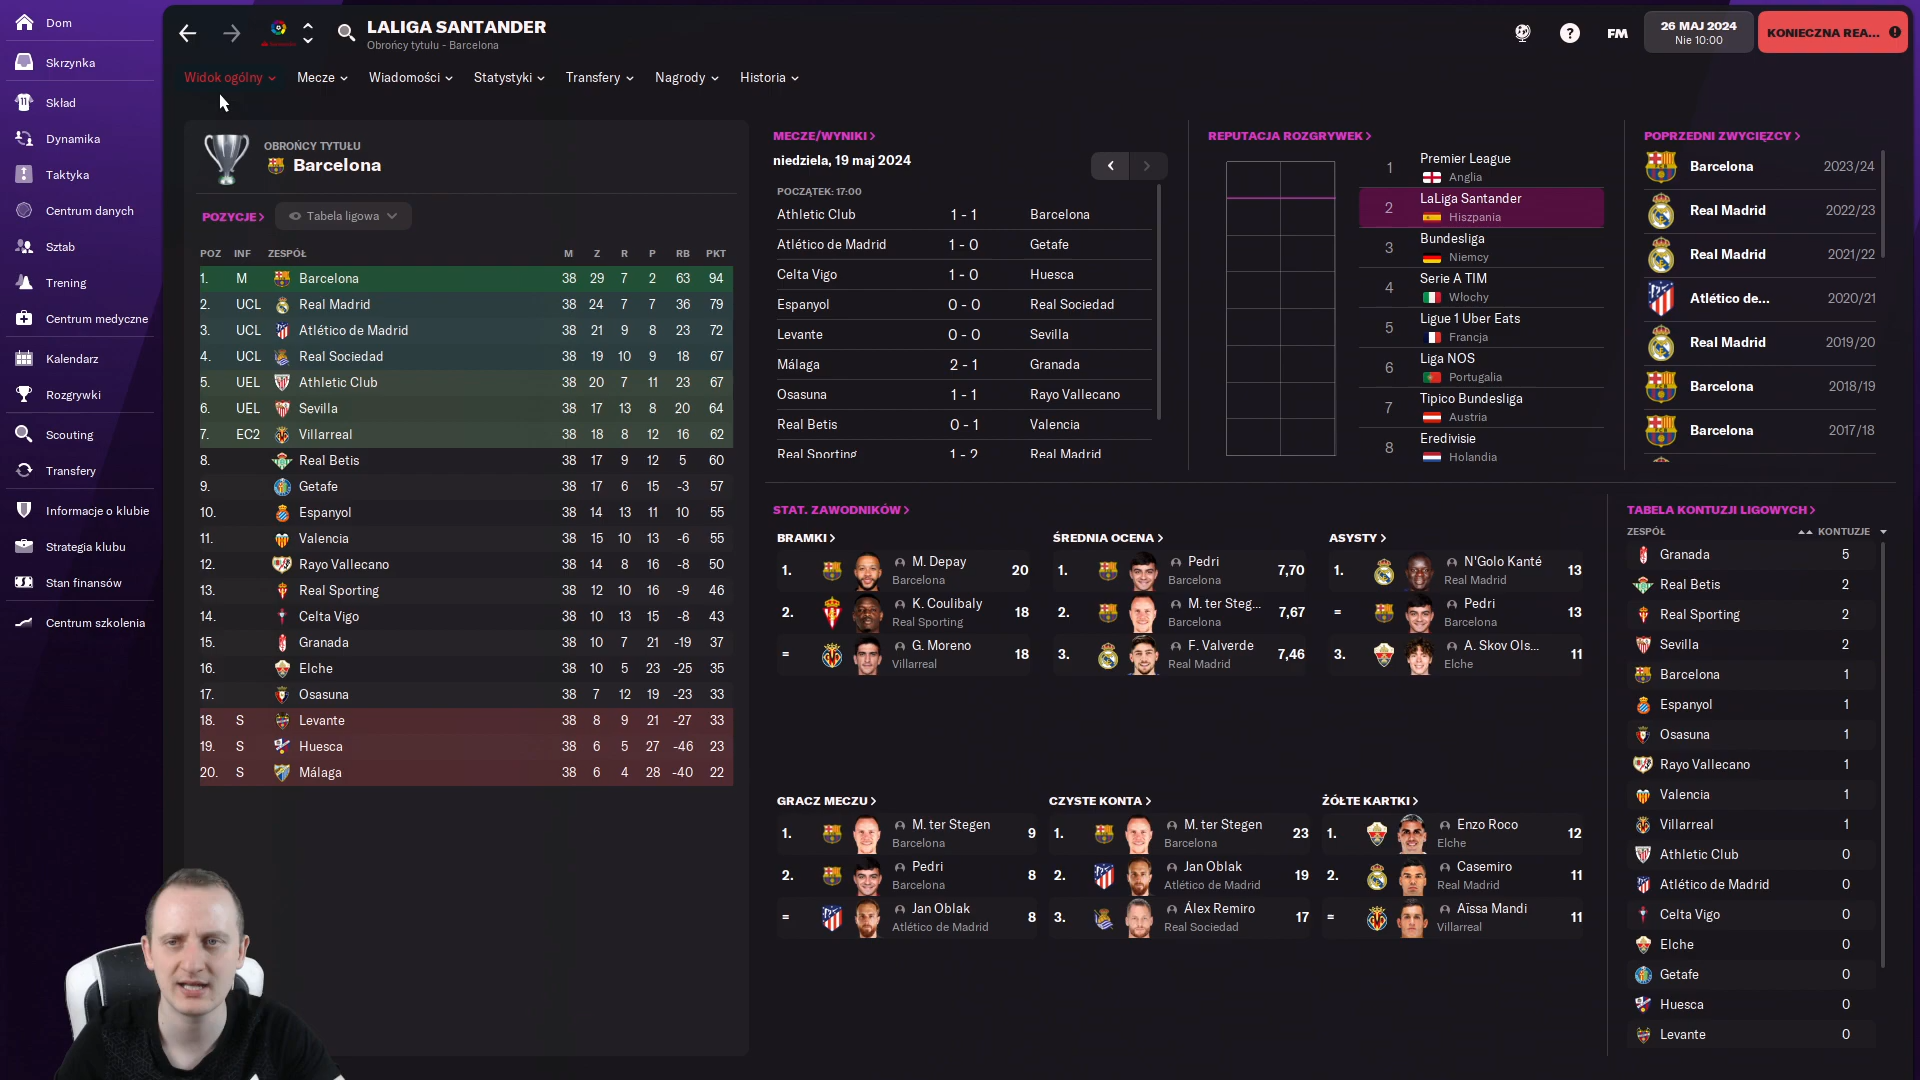 Dom
Skrzynka
Skład
Dynamika
Taktyka
Centrum danych
Sztab
Trening
Centrum medyczne
Kalendarz
Rozgrywki
Scouting
Transfery
Informacje o klubie
Strategia klubu
Stan finansów
Centrum szkolenia
LALIGA SANTANDER
Obrońcy tytułu - Barcelona
FM
26 MAJ 2024
Nie 10:00
KONIECZNA REA...
Widok ogólny Mecze Wiadomości Statystyki Transfery Nagrody Historia
OBROŃCY TYTUŁU
Barcelona
POZYCJE Tabela ligowa
POZ INF ZESPÓŁ M Z R P RB PKT
1. M Barcelona 38 29 7 2 63 94
2. UCL Real Madrid 38 24 7 7 36 79
3. UCL Atlético de Madrid 38 21 9 8 23 72
4. UCL Real Sociedad 38 19 10 9 18 67
5. UEL Athletic Club 38 20 7 11 23 67
6. UEL Sevilla 38 17 13 8 20 64
7. EC2 Villarreal 38 18 8 12 16 62
8. Real Betis 38 17 9 12 5 60
9. Getafe 38 17 6 15 -3 57
10. Espanyol 38 14 13 11 10 55
11. Valencia 38 15 10 13 -6 55
12. Rayo Vallecano 38 14 8 16 -8 50
13. Real Sporting 38 12 10 16 -9 46
14. Celta Vigo 38 10 13 15 -8 43
15. Granada 38 10 7 21 -19 37
16. Elche 38 10 5 23 -25 35
17. Osasuna 38 7 12 19 -23 33
18. S Levante 38 8 9 21 -27 33
19. S Huesca 38 6 5 27 -46 23
20. S Málaga 38 6 4 28 -40 22
MECZE/WYNIKI
niedziela, 19 maj 2024
POCZĄTEK: 17:00
Athletic Club 1 - 1 Barcelona
Atlético de Madrid 1 - 0 Getafe
Celta Vigo 1 - 0 Huesca
Espanyol 0 - 0 Real Sociedad
Levante 0 - 0 Sevilla
Málaga 2 - 1 Granada
Osasuna 1 - 1 Rayo Vallecano
Real Betis 0 - 1 Valencia
Real Sporting 1 - 2 Real Madrid
REPUTACJA ROZGRYWEK
1 Premier League
Anglia
2 LaLiga Santander
Hiszpania
3 Bundesliga
Niemcy
4 Serie A TIM
Włochy
5 Ligue 1 Uber Eats
Francja
6 Liga NOS
Portugalia
7 Tipico Bundesliga
Austria
8 Eredivisie
Holandia
POPRZEDNI ZWYCIĘZCY
Barcelona 2023/24
Real Madrid 2022/23
Real Madrid 2021/22
Atlético de... 2020/21
Real Madrid 2019/20
Barcelona 2018/19
Barcelona 2017/18
STAT. ZAWODNIKÓW
BRAMKI
1. M. Depay 20
Barcelona
2. K. Coulibaly 18
Real Sporting
= G. Moreno 18
Villarreal
ŚREDNIA OCENA
1. Pedri 7,70
Barcelona
2. M. ter Steg... 7,67
Barcelona
3. F. Valverde 7,46
Real Madrid
ASYSTY
1. N'Golo Kanté 13
Real Madrid
= Pedri 13
Barcelona
3. A. Skov Ols... 11
Elche
GRACZ MECZU
1. M. ter Stegen 9
Barcelona
2. Pedri 8
Barcelona
= Jan Oblak 8
Atlético de Madrid
CZYSTE KONTA
1. M. ter Stegen 23
Barcelona
2. Jan Oblak 19
Atlético de Madrid
3. Álex Remiro 17
Real Sociedad
ŻÓŁTE KARTKI
1. Enzo Roco 12
Elche
2. Casemiro 11
Real Madrid
= Aïssa Mandi 11
Villarreal
TABELA KONTUZJI LIGOWYCH
ZESPÓŁ KONTUZJE
Granada 5
Real Betis 2
Real Sporting 2
Sevilla 2
Barcelona 1
Espanyol 1
Osasuna 1
Rayo Vallecano 1
Valencia 1
Villarreal 1
Athletic Club 0
Atlético de Madrid 0
Celta Vigo 0
Elche 0
Getafe 0
Huesca 0
Levante 0